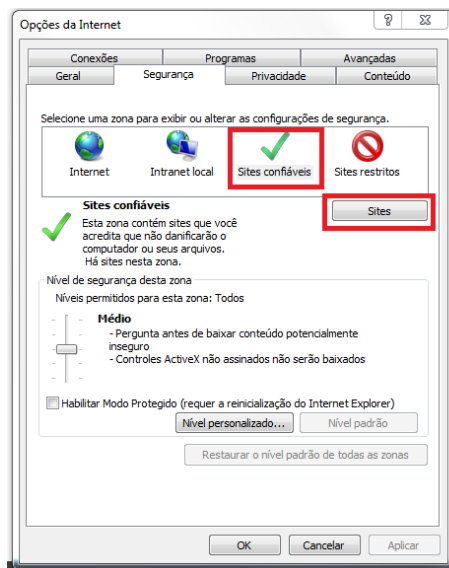 Opções da Internet
Conexões Programas Avançadas
Geral Segurança Privacidade Conteúdo
Selecione uma zona para exibir ou alterar as configurações de segurança.
Internet Intranet local Sites confiáveis Sites restritos
Sites confiáveis
Sites
Esta zona contém sites que você
acredita que não danificarão o
computador ou seus arquivos.
Há sites nesta zona.
Nível de segurança desta zona
Níveis permitidos para esta zona: Todos
Médio
- Pergunta antes de baixar conteúdo potencialmente
inseguro
- Controles ActiveX não assinados não serão baixados
Habilitar Modo Protegido (requer a reinicialização do Internet Explorer)
Nível personalizado... Nível padrão
Restaurar o nível padrão de todas as zonas
OK Cancelar Aplicar